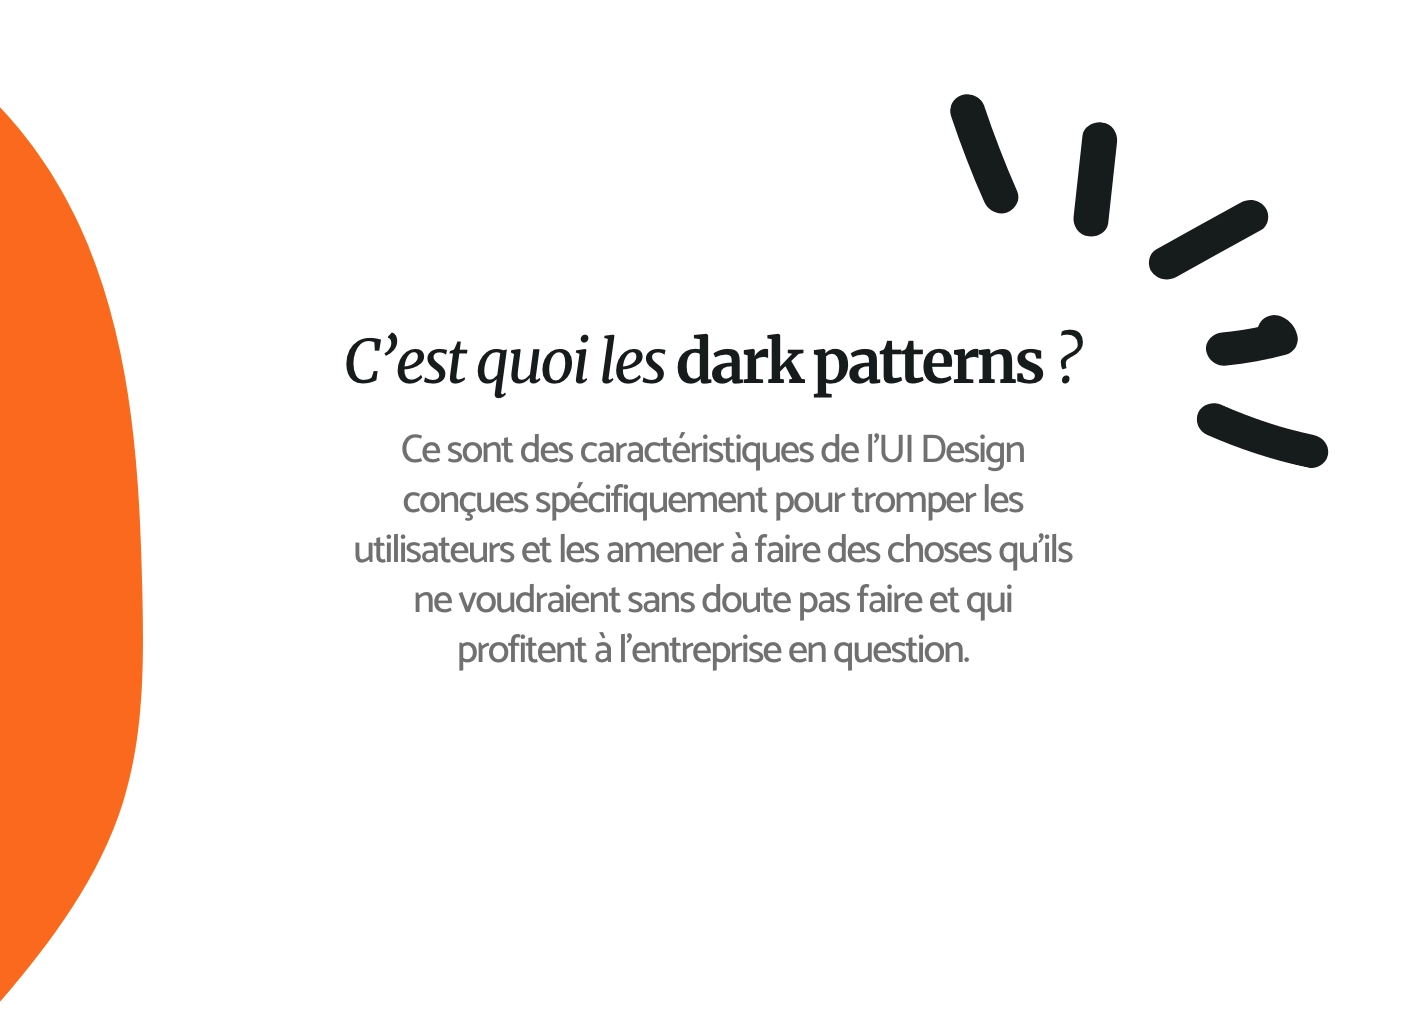 C’est quoi les dark patterns ?
Ce sont des caractéristiques de l’UI Design
conçues spécifiquement pour tromper les
utilisateurs et les amener à faire des choses qu’ils
ne voudraient sans doute pas faire et qui
profitent à l’entreprise en question.